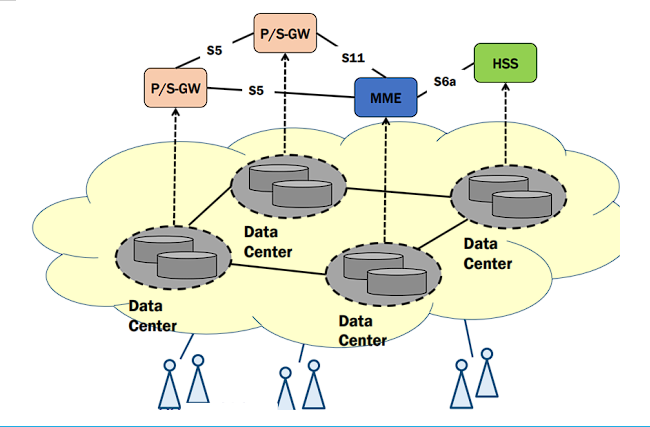 P/S-GW
S5
S11
P/S-GW
S5
MME
S6a
HSS
Data
Center
Data
Center
Data
Center
Data
Center